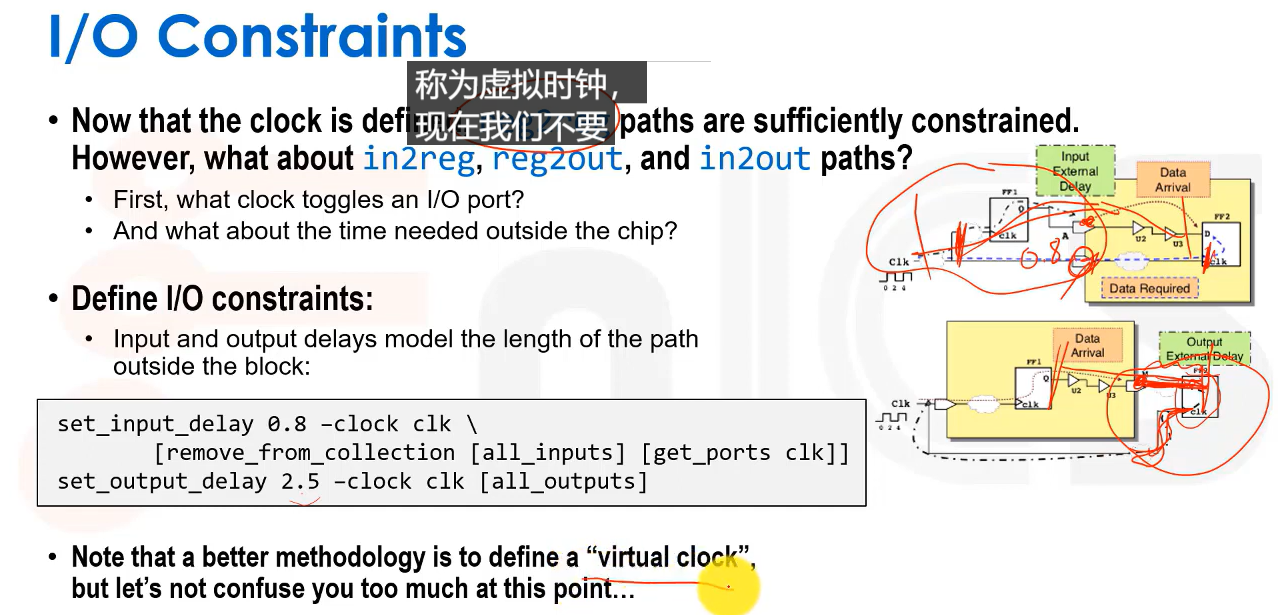 I/O Constraints
称为虚拟时钟，
现在我们不要
• Now that the clock is defi paths are sufficiently constrained.
However, what about in2reg, reg2out, and in2out paths?
• First, what clock toggles an I/O port?
• And what about the time needed outside the chip?
• Define I/O constraints:
• Input and output delays model the length of the path
outside the block:
set_input_delay 0.8 –clock clk \
[remove_from_collection [all_inputs] [get_ports clk]]
set_output_delay 2.5 –clock clk [all_outputs]
• Note that a better methodology is to define a “virtual clock”,
but let’s not confuse you too much at this point…
Input
External
Delay
Data
Arrival
FF1
FF2
Q
clk
A
U2
U3
D
0.8
Clk
clk
0 2 4
Data Required
Data
Arrival
Output
External Delay
FF1
FF2
Q
U2
U3
M
Clk
clk
clk
0 2 4